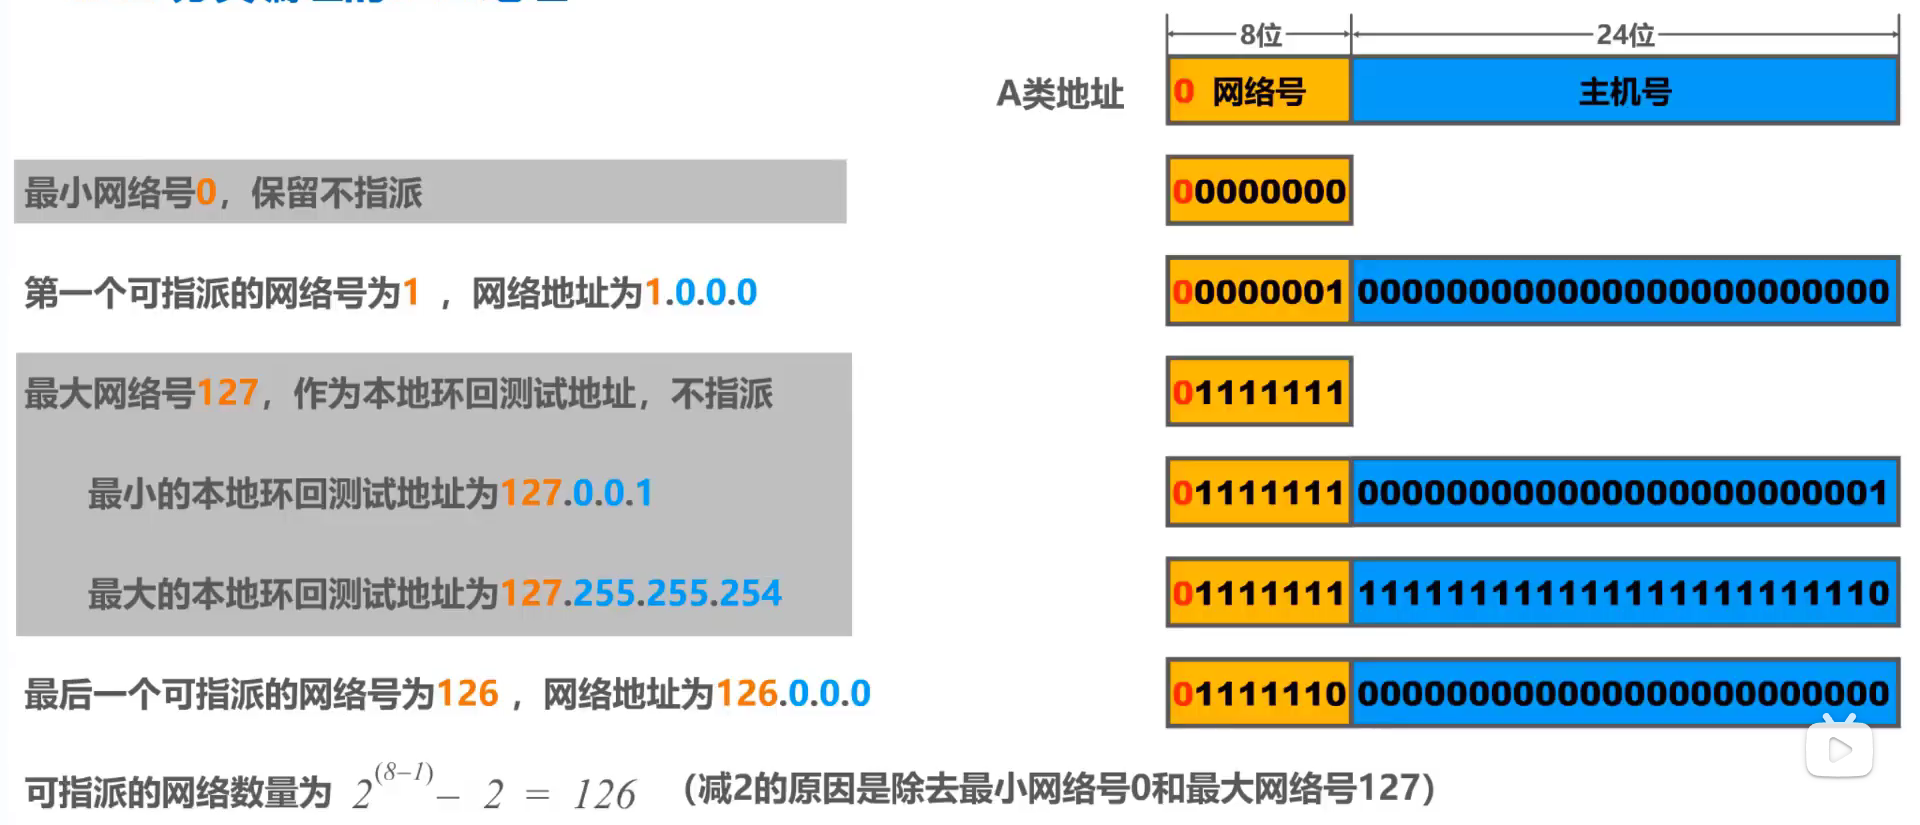 8位 24位
A类地址 0 网络号 主机号
最小网络号0，保留不指派 00000000
第一个可指派的网络号为1 ，网络地址为1.0.0.0 00000001 000000000000000000000000
最大网络号127，作为本地环回测试地址，不指派 01111111
最小的本地环回测试地址为127.0.0.1 01111111 000000000000000000000001
最大的本地环回测试地址为127.255.255.254 01111111 111111111111111111111110
最后一个可指派的网络号为126 ，网络地址为126.0.0.0 01111110 000000000000000000000000
可指派的网络数量为 2^(8−1) − 2 = 126 （减2的原因是除去最小网络号0和最大网络号127）